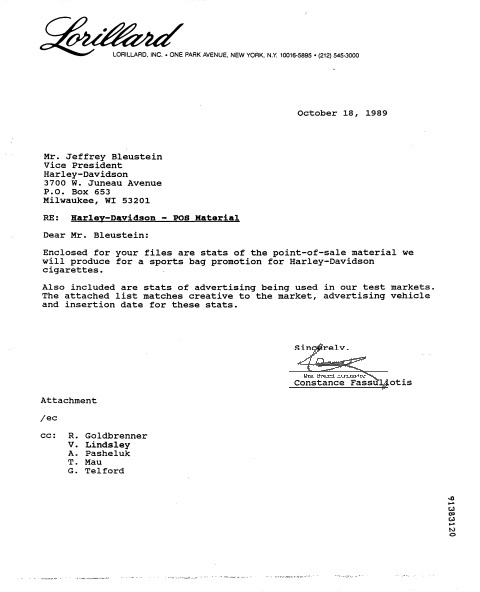 Lorillard
LORILLARD, INC. • ONE PARK AVENUE, NEW YORK, N.Y. 10016-5895 • (212) 545-3000
October 18, 1989
Mr. Jeffrey Bleustein
Vice President
Harley-Davidson
3700 W. Juneau Avenue
P.O. Box 653
Milwaukee, WI 53201
RE: Harley-Davidson - POS Material
Dear Mr. Bleustein:
Enclosed for your files are stats of the point-of-sale material we
will produce for a sports bag promotion for Harley-Davidson
cigarettes.
Also included are stats of advertising being used in our test markets.
The attached list matches creative to the market, advertising vehicle
and insertion date for these stats.
Sincerely,
Constance Fassuliotis
Attachment
/ec
cc: R. Goldbrenner
V. Lindsley
A. Pasheluk
T. Mau
G. Telford
91383120